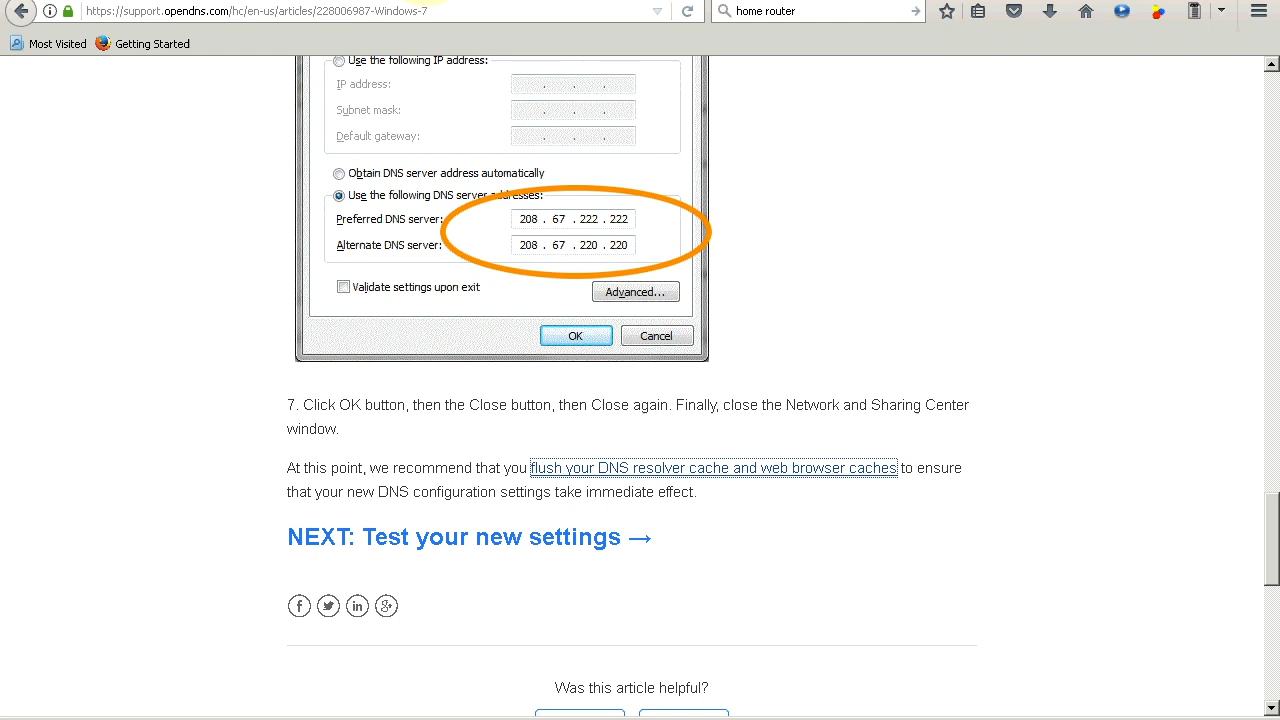 https://support.opendns.com/hc/en-us/articles/228006987-Windows-7
home router
Most Visited
Getting Started
Use the following IP address:
IP address:
Subnet mask:
Default gateway:
Obtain DNS server address automatically
Use the following DNS server addresses:
Preferred DNS server: 208 . 67 . 222 . 222
Alternate DNS server: 208 . 67 . 220 . 220
Validate settings upon exit
Advanced...
OK Cancel
7. Click OK button, then the Close button, then Close again. Finally, close the Network and Sharing Center
window.
At this point, we recommend that you flush your DNS resolver cache and web browser caches to ensure
that your new DNS configuration settings take immediate effect.
NEXT: Test your new settings →
Was this article helpful?